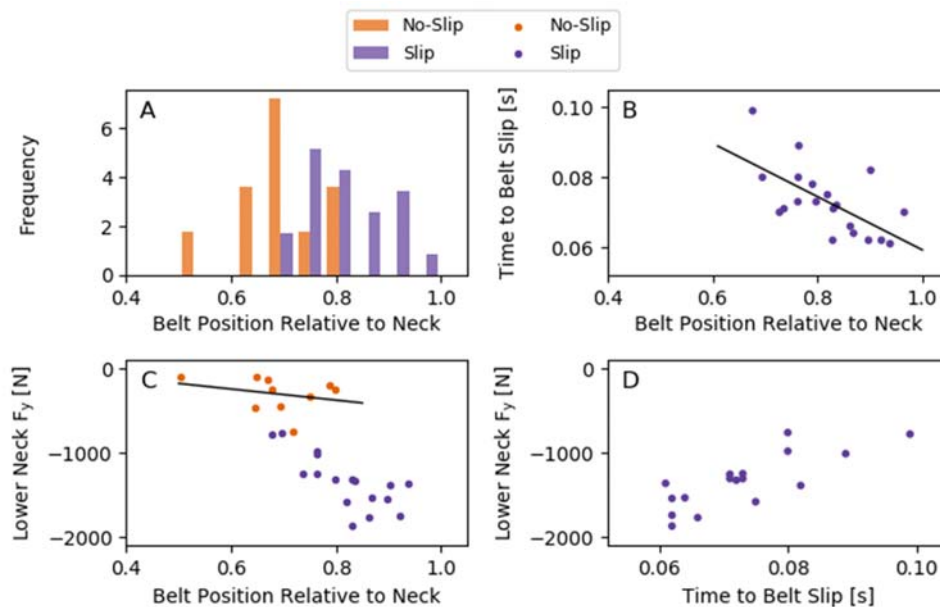 No-Slip No-Slip
Slip Slip
A
Frequency
6
4
2
0
0.4 0.6 0.8 1.0
Belt Position Relative to Neck
B
Time to Belt Slip [s]
0.10
0.08
0.06
0.4 0.6 0.8 1.0
Belt Position Relative to Neck
C
Lower Neck Fy [N]
0
−1000
−2000
0.4 0.6 0.8 1.0
Belt Position Relative to Neck
D
Lower Neck Fy [N]
0
−1000
−2000
0.06 0.08 0.10
Time to Belt Slip [s]